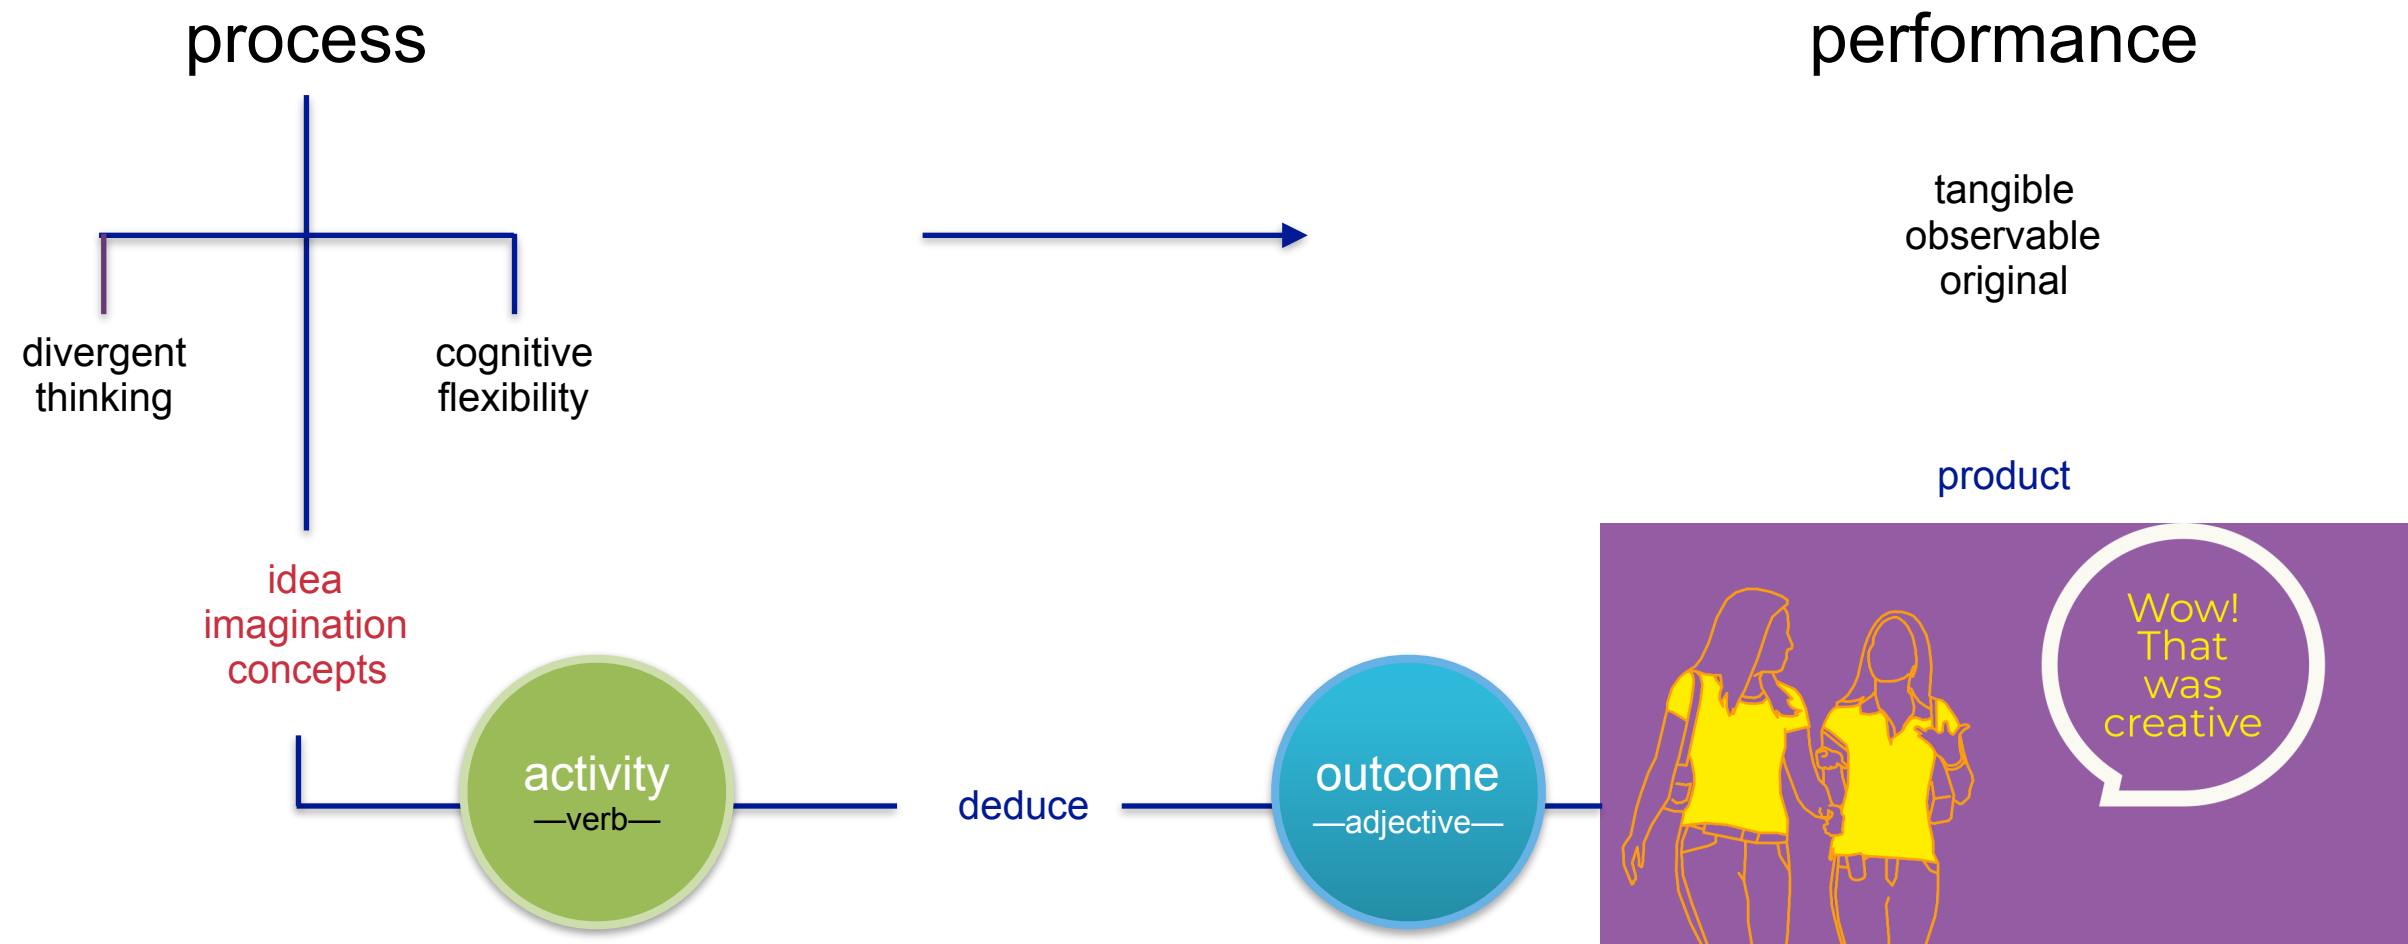 process
performance
tangible
observable
original
divergent
thinking
cognitive
flexibility
product
idea
imagination
concepts
activity
—verb—
deduce
outcome
—adjective—
Wow!
That
was
creative